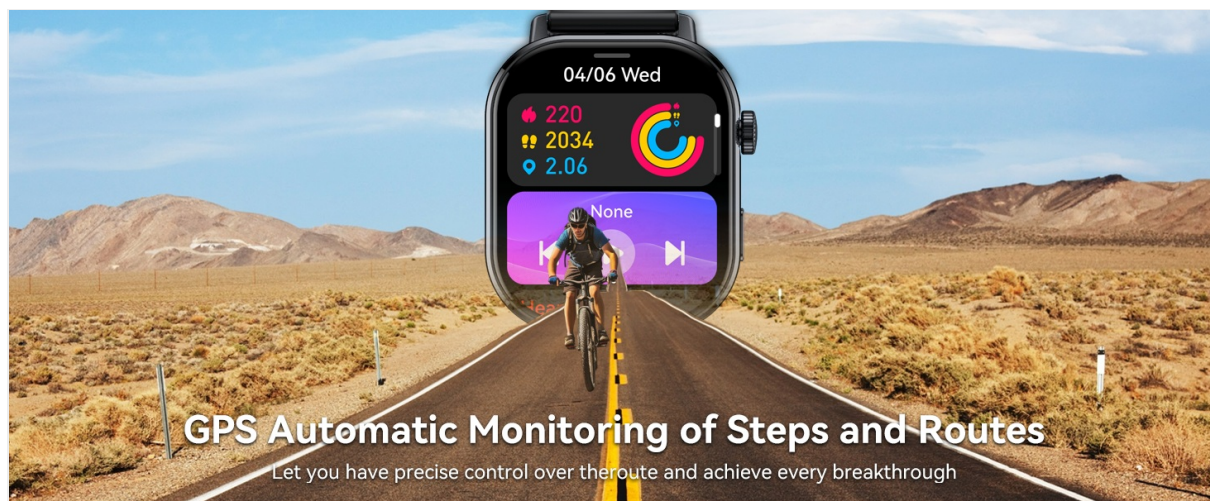 04/06 Wed
220
2034
2.06
None
GPS Automatic Monitoring of Steps and Routes
Let you have precise control over theroute and achieve every breakthrough